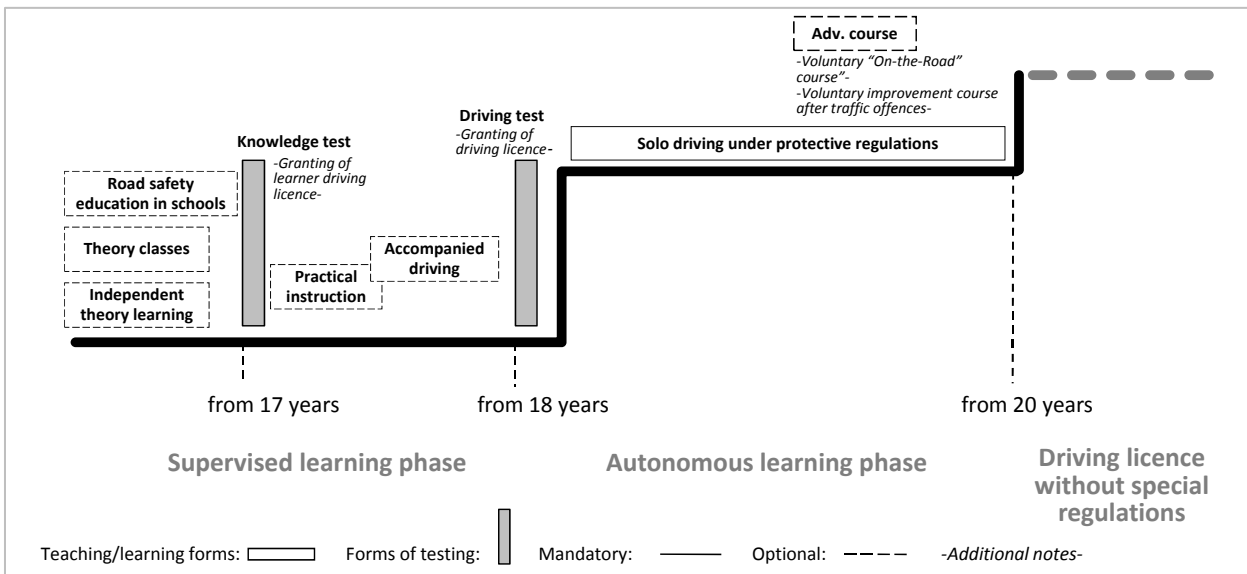 Adv. course
-Voluntary “On-the-Road”
course”-
-Voluntary improvement course
after traffic offences-
Driving test
-Granting of
driving licence-
Solo driving under protective regulations
Knowledge test
-Granting of
learner driving
licence-
Road safety
education in schools
Theory classes
Independent
theory learning
Practical
instruction
Accompanied
driving
from 17 years
from 18 years
from 20 years
Supervised learning phase
Autonomous learning phase
Driving licence
without special
regulations
Teaching/learning forms:
Forms of testing:
Mandatory:
Optional:
-Additional notes-